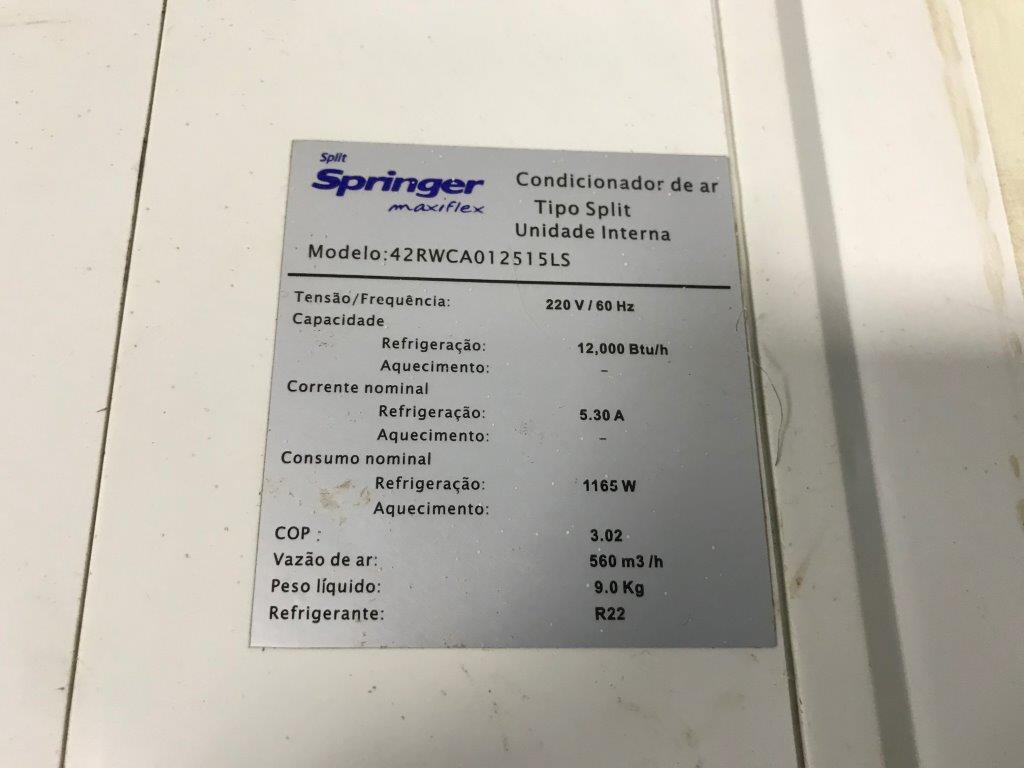 Split
Springer
maxiflex
Condicionador de ar
Tipo Split
Unidade Interna
Modelo:42RWCA012515LS
Tensão/Frequência: 220 V / 60 Hz
Capacidade
Refrigeração: 12,000 Btu/h
Aquecimento: –
Corrente nominal
Refrigeração: 5.30 A
Aquecimento: –
Consumo nominal
Refrigeração: 1165 W
Aquecimento:
COP : 3.02
Vazão de ar: 560 m3 /h
Peso líquido: 9.0 Kg
Refrigerante: R22